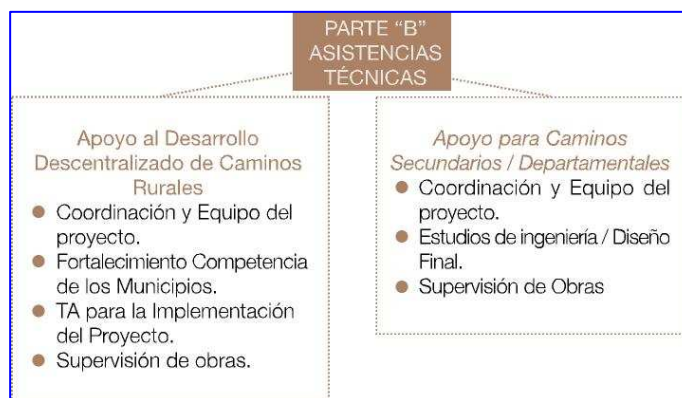 PARTE “B”
ASISTENCIAS
TÉCNICAS
Apoyo al Desarrollo
Descentralizado de Caminos
Rurales
● Coordinación y Equipo del
proyecto.
● Fortalecimiento Competencia
de los Municipios.
● TA para la Implementación
del Proyecto.
● Supervisión de obras.
Apoyo para Caminos
Secundarios / Departamentales
● Coordinación y Equipo del
proyecto.
● Estudios de ingeniería / Diseño
Final.
● Supervisión de Obras